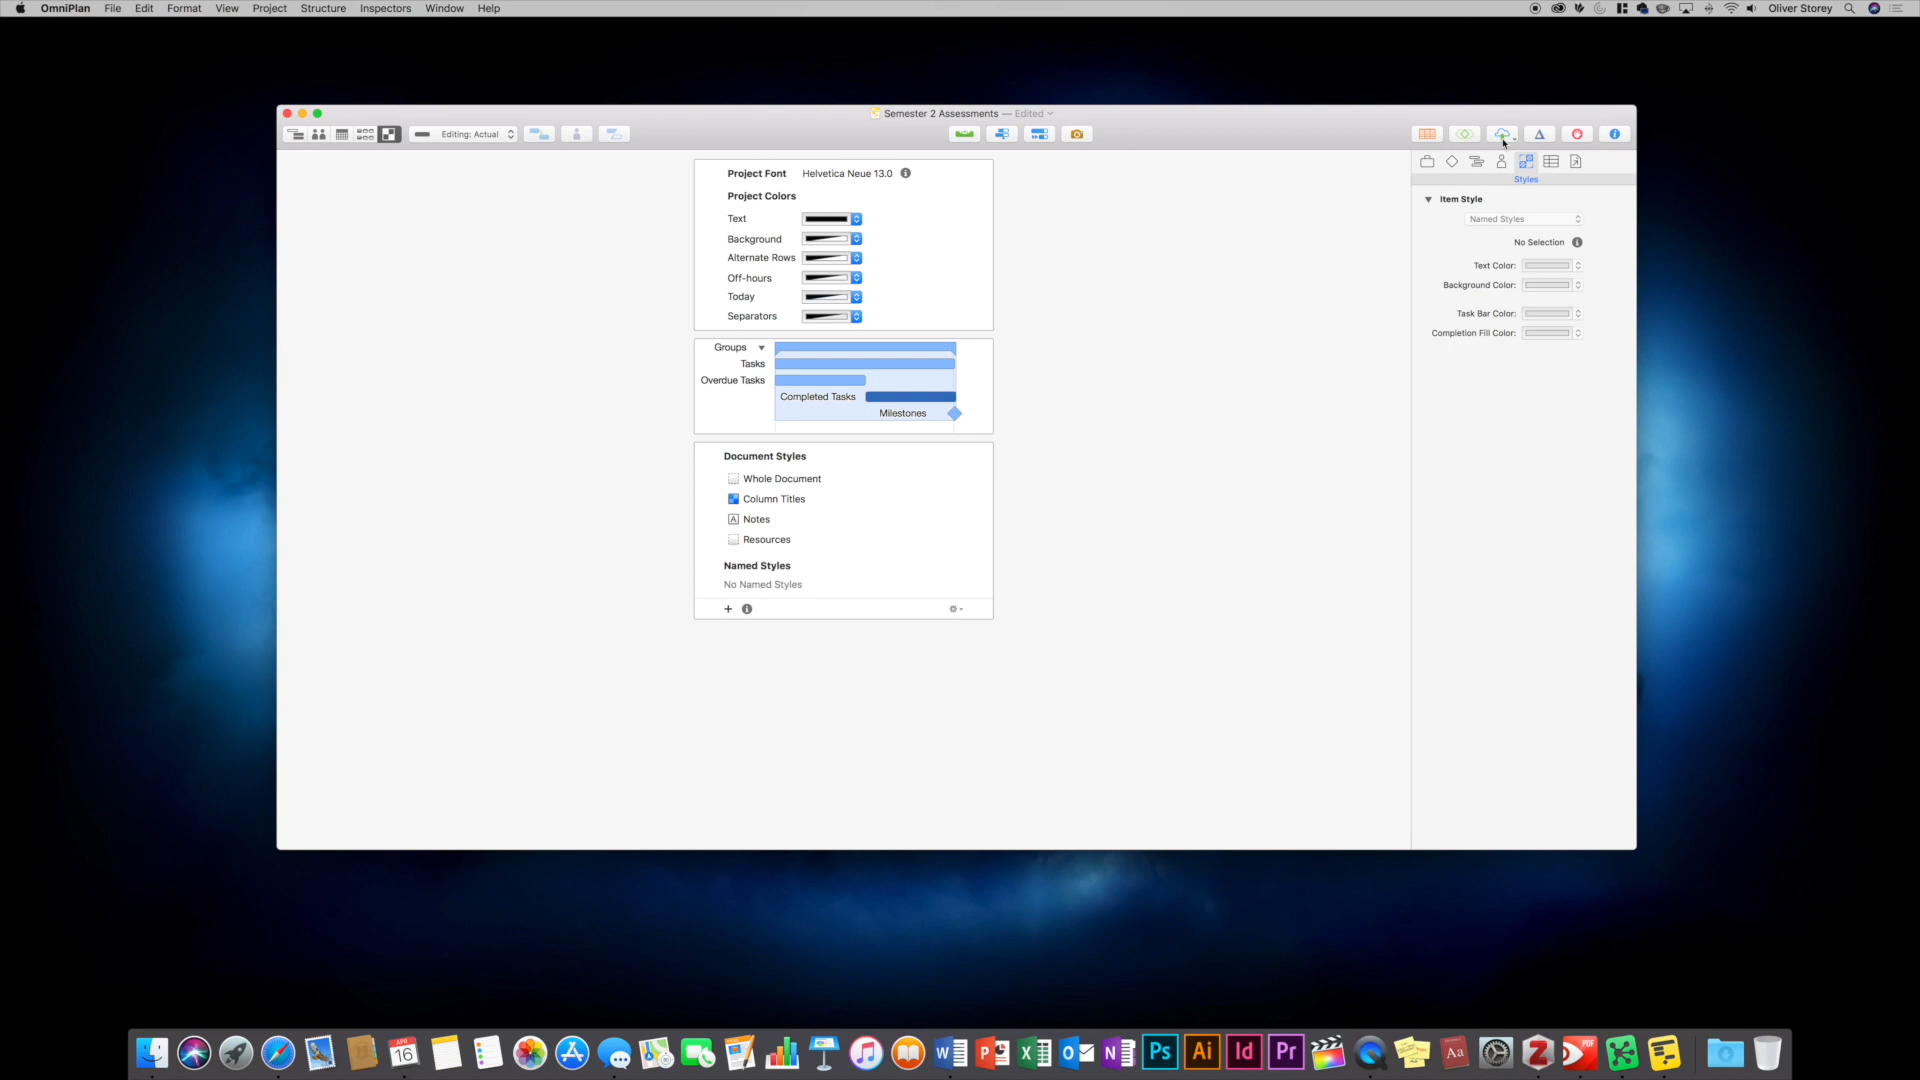 OmniPlan File Edit Format View Project Structure Inspectors Window Help Oliver Storey
Semester 2 Assessments — Edited
Editing: Actual
Styles
Project Font Helvetica Neue 13.0
Project Colors
Text
Background
Alternate Rows
Off-hours
Today
Separators
Groups
Tasks
Overdue Tasks
Completed Tasks
Milestones
Document Styles
Whole Document
Column Titles
A Notes
Resources
Named Styles
No Named Styles
Item Style
Named Styles
No Selection
Text Color:
Background Color:
Task Bar Color:
Completion Fill Color:
APR
16
W P X O N Ps Ai Id Pr Aa Z PDF